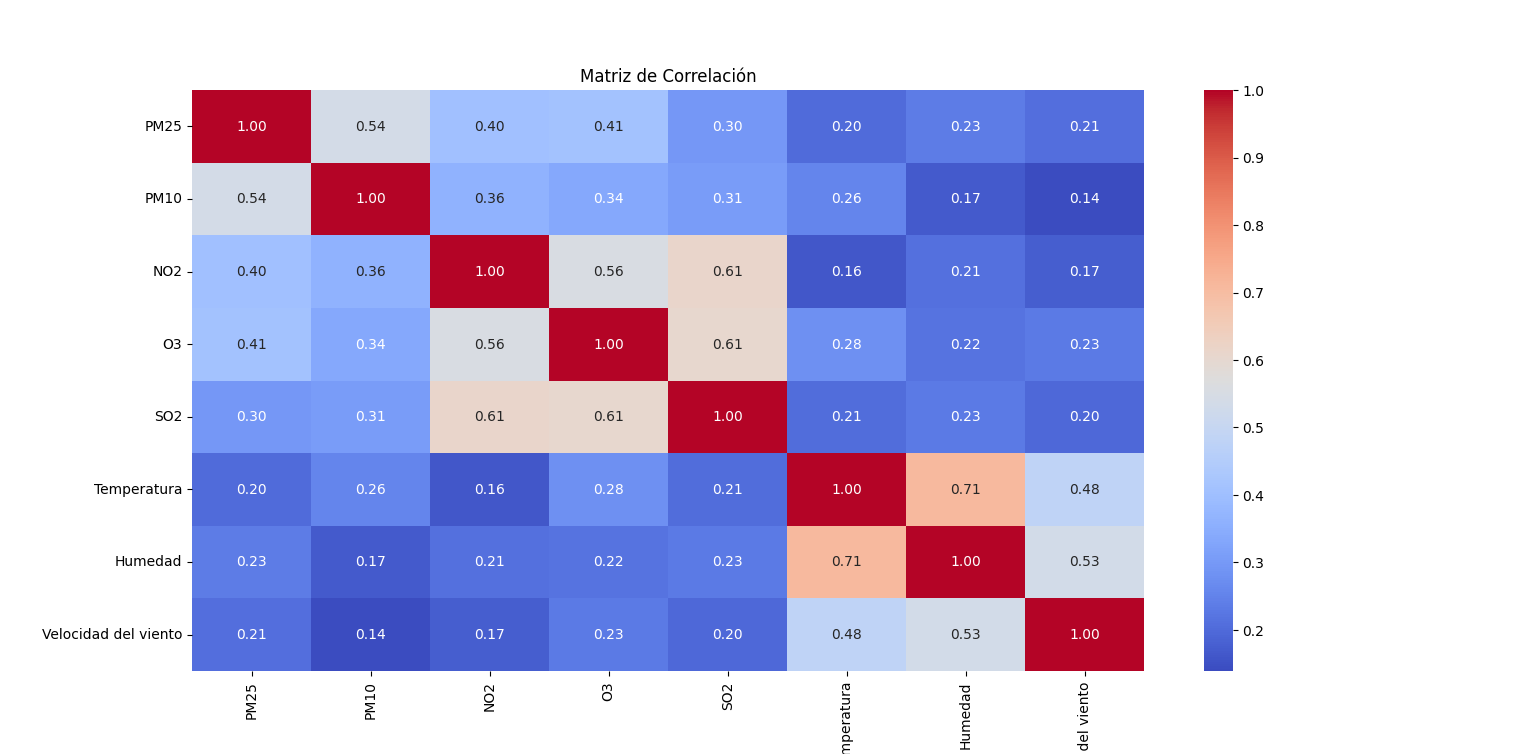 Matriz de Correlación
PM25 1.00 0.54 0.40 0.41 0.30 0.20 0.23 0.21
PM10 0.54 1.00 0.36 0.34 0.31 0.26 0.17 0.14
NO2 0.40 0.36 1.00 0.56 0.61 0.16 0.21 0.17
O3 0.41 0.34 0.56 1.00 0.61 0.28 0.22 0.23
SO2 0.30 0.31 0.61 0.61 1.00 0.21 0.23 0.20
Temperatura 0.20 0.26 0.16 0.28 0.21 1.00 0.71 0.48
Humedad 0.23 0.17 0.21 0.22 0.23 0.71 1.00 0.53
Velocidad del viento 0.21 0.14 0.17 0.23 0.20 0.48 0.53 1.00
PM25 PM10 NO2 O3 SO2 mperatura Humedad del viento
1.0
0.9
0.8
0.7
0.6
0.5
0.4
0.3
0.2